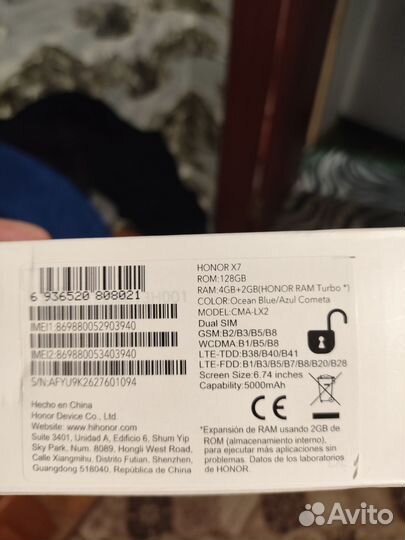 6 936520 808021
IMEI1:869880052903940
IMEI2:869880053403940
S/N:AFYU9K2627601094
HONOR X7
ROM:128GB
RAM:4GB+2GB(HONOR RAM Turbo *)
COLOR:Ocean Blue/Azul Cometa
MODEL:CMA-LX2
Dual SIM
GSM:B2/B3/B5/B8
WCDMA:B1/B5/B8
LTE-TDD:B38/B40/B41
LTE-FDD:B1/B3/B5/B7/B8/B20/B28
Screen Size:6.74 inches
Capability:5000mAh
Hecho en China
Honor Device Co., Ltd.
www.hihonor.com
Suite 3401, Unidad A, Edificio 6, Shum Yip
Sky Park, Num. 8089, Hongli West Road,
Calle Xiangmihu, Distrito Futian, Shenzhen,
Guangdong 518040. República de China
CE
*Expansión de RAM usando 2GB de
ROM (almacenamiento interno),
para ejecutar más aplicaciones sin
problema. Datos de los laboratorios
de HONOR.
Avito